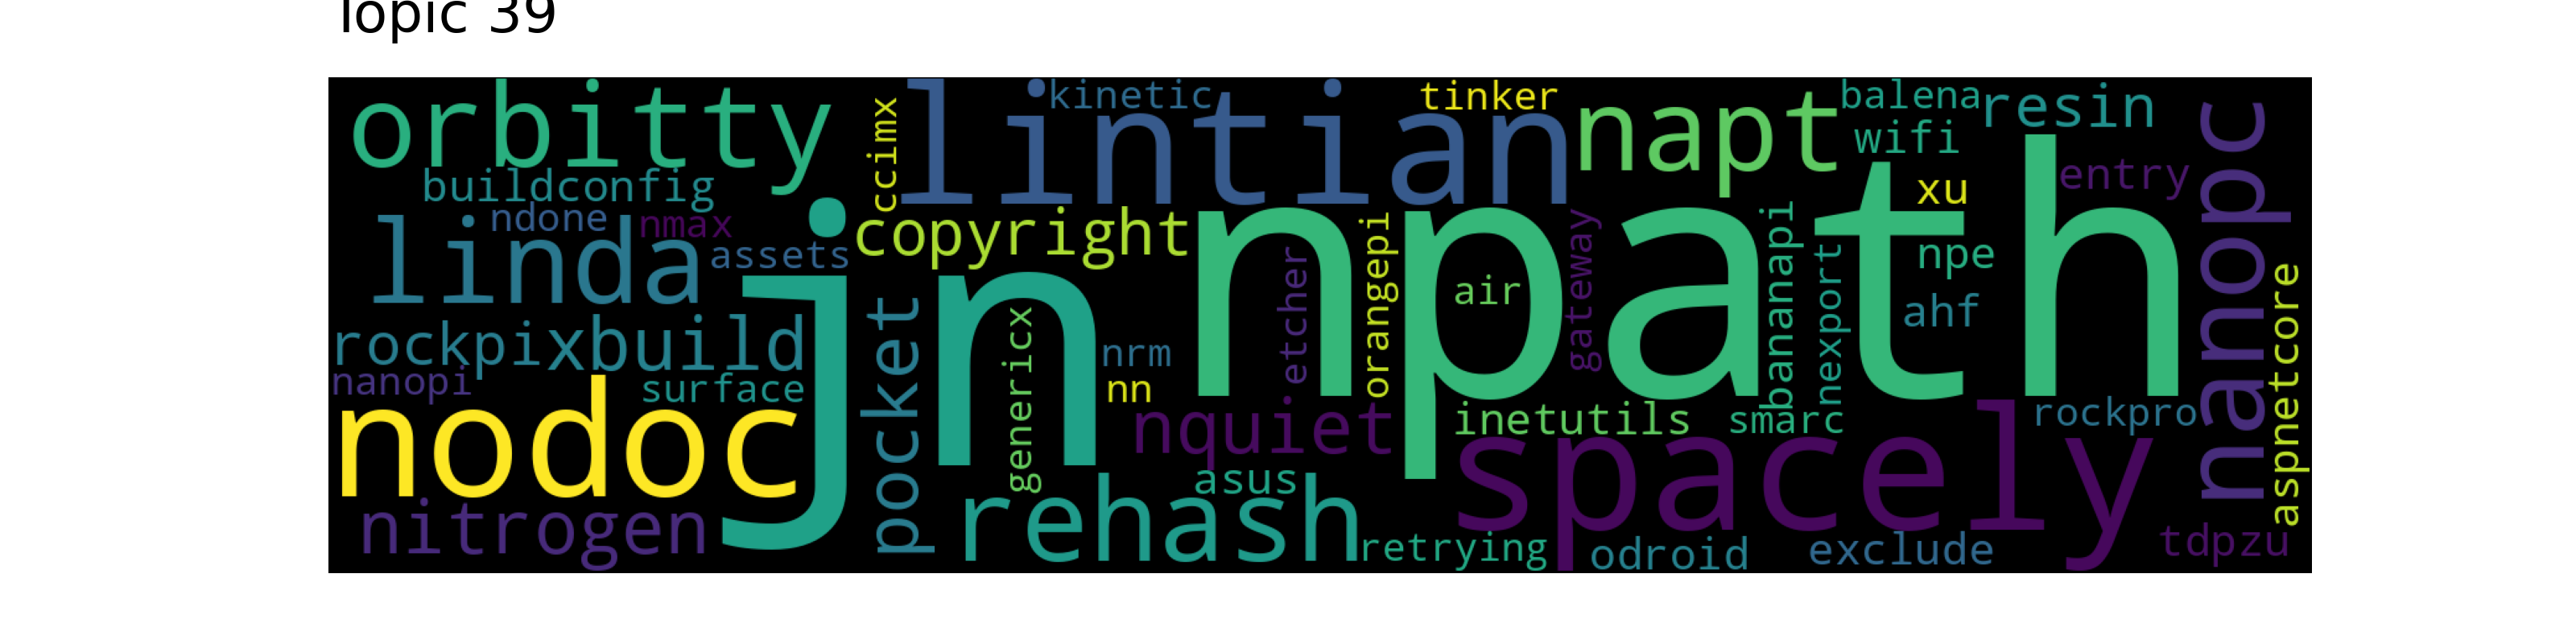 Topic 39
orbitty
ccimx
lintian
kinetic
tinker
napt
balena
resin
wifi
buildconfig
xu
entry
nanopc
ndone
nmax
linda
assets
copyright
jn
npath
orangepi
gateway
bananapi
nexport
npe
etcher
air
ahf
aspnetcore
rockpi
xbuild
pocket
genericx
nrm
nn
nanopi
surface
nodoc
nquiet
inetutils
smarc
rockpro
spacely
nitrogen
rehash
asus
retrying
odroid
exclude
tdpzu